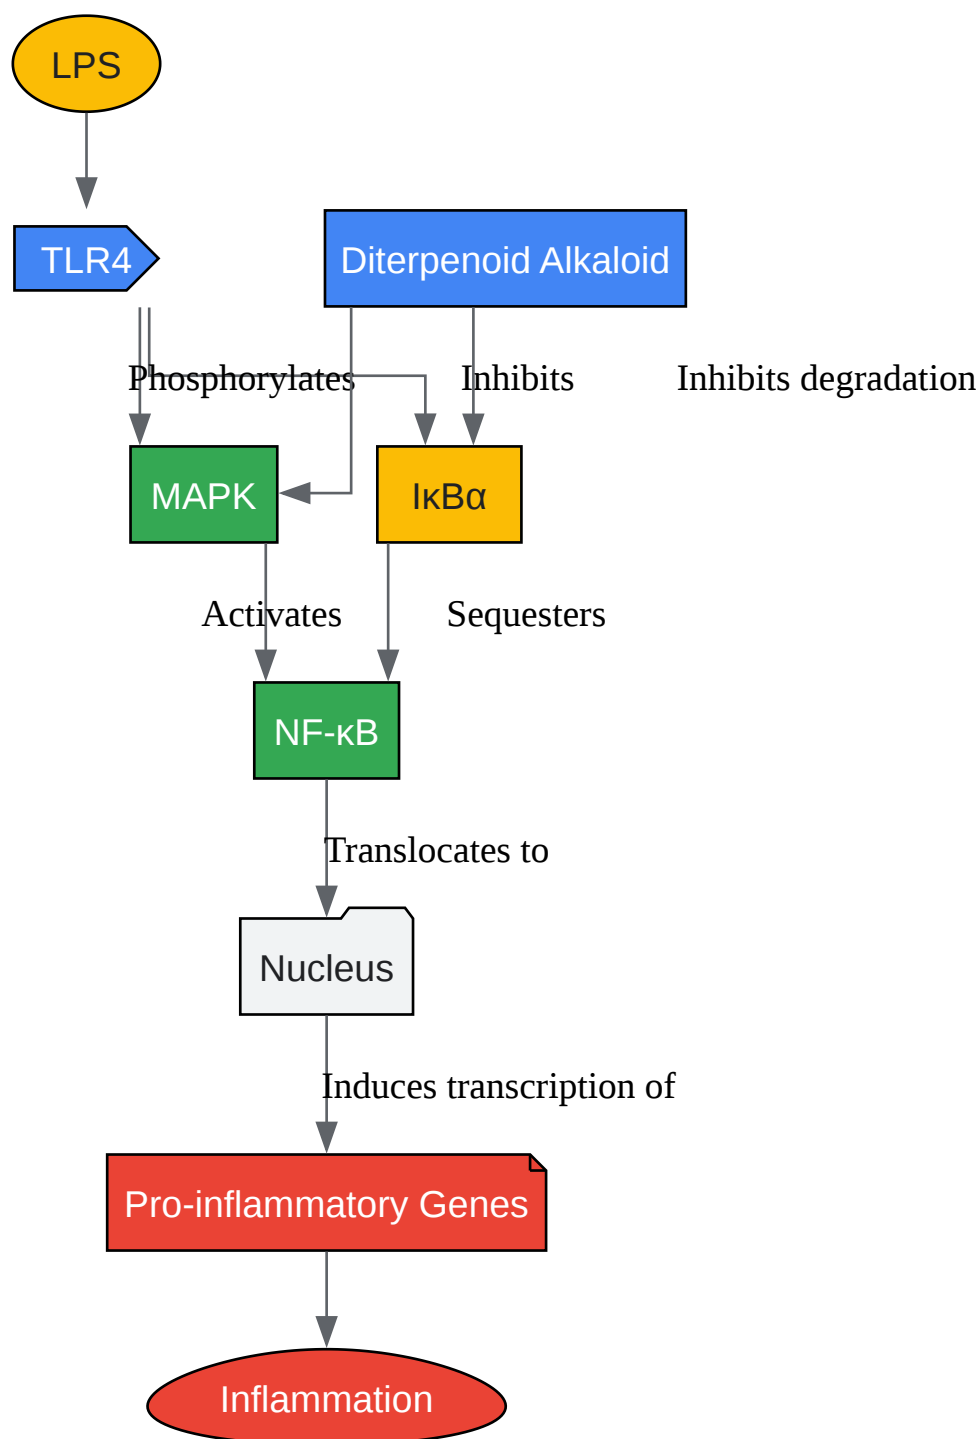 LPS
TLR4
Diterpenoid Alkaloid
Phosphorylates
Inhibits
Inhibits degradation
MAPK
IκBα
Activates
Sequesters
NF-κB
Translocates to
Nucleus
Induces transcription of
Pro-inflammatory Genes
Inflammation